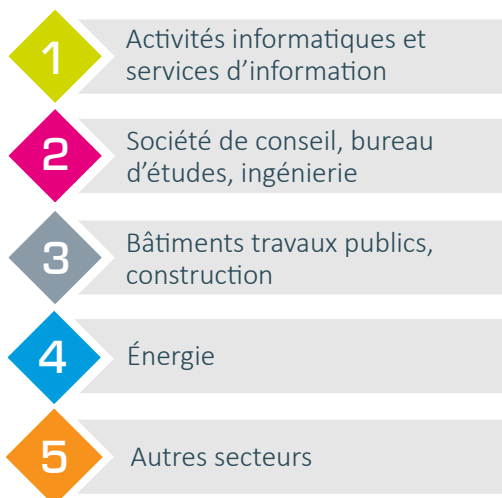 1
Activités informatiques et
services d’information
2
Société de conseil, bureau
d’études, ingénierie
3
Bâtiments travaux publics,
construction
4
Énergie
5
Autres secteurs